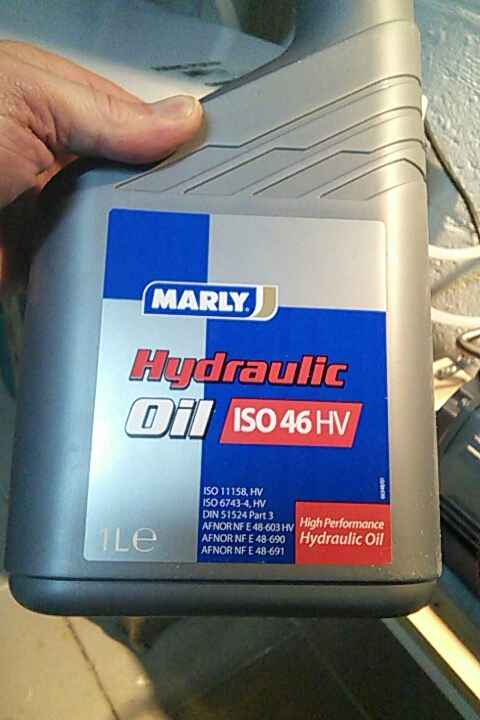 MARLY
Hydraulic
Oil ISO 46 HV
ISO 11158, HV
ISO 6743-4, HV
DIN 51524 Part 3
AFNOR NF E 48-603 HV
AFNOR NF E 48-690
AFNOR NF E 48-691
1L℮
High Performance
Hydraulic Oil